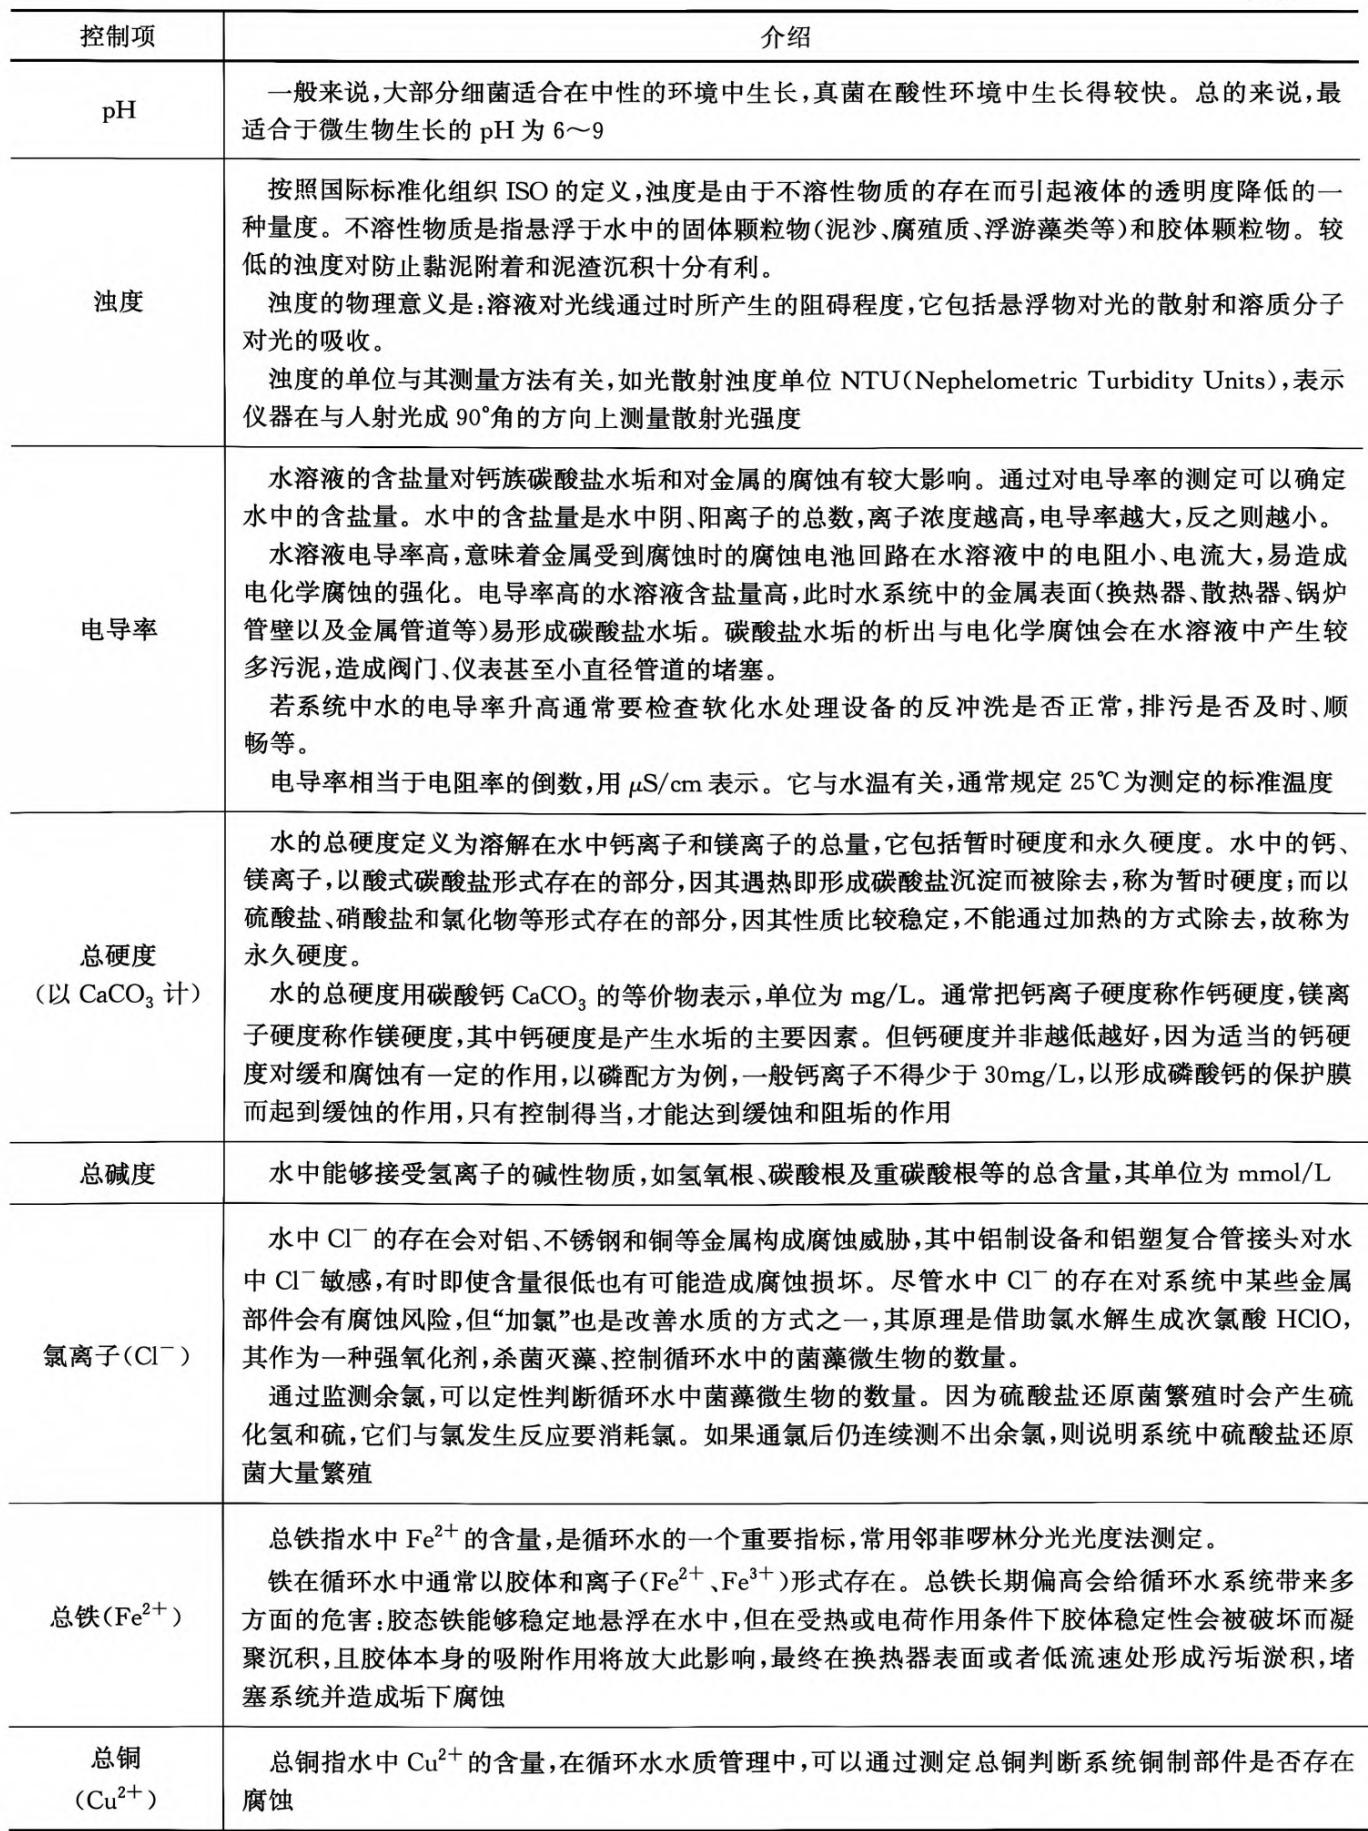 控制项
介绍
pH
一般来说,大部分细菌适合在中性的环境中生长,真菌在酸性环境中生长得较快。总的来说,最
适合于微生物生长的 pH 为 6～9
浊度
按照国际标准化组织 ISO 的定义,浊度是由于不溶性物质的存在而引起液体的透明度降低的一
种量度。不溶性物质是指悬浮于水中的固体颗粒物(泥沙、腐殖质、浮游藻类等)和胶体颗粒物。较
低的浊度对防止黏泥附着和泥渣沉积十分有利。
浊度的物理意义是:溶液对光线通过时所产生的阻碍程度,它包括悬浮物对光的散射和溶质分子
对光的吸收。
浊度的单位与其测量方法有关,如光散射浊度单位 NTU(Nephelometric Turbidity Units),表示
仪器在与人射光成 90°角的方向上测量散射光强度
电导率
水溶液的含盐量对钙族碳酸盐水垢和对金属的腐蚀有较大影响。通过对电导率的测定可以确定
水中的含盐量。水中的含盐量是水中阴、阳离子的总数,离子浓度越高,电导率越大,反之则越小。
水溶液电导率高,意味着金属受到腐蚀时的腐蚀电池回路在水溶液中的电阻小、电流大,易造成
电化学腐蚀的强化。电导率高的水溶液含盐量高,此时水系统中的金属表面(换热器、散热器、锅炉
管壁以及金属管道等)易形成碳酸盐水垢。碳酸盐水垢的析出与电化学腐蚀会在水溶液中产生较
多污泥,造成阀门、仪表甚至小直径管道的堵塞。
若系统中水的电导率升高通常要检查软化水处理设备的反冲洗是否正常,排污是否及时、顺
畅等。
电导率相当于电阻率的倒数,用 μS/cm 表示。它与水温有关,通常规定 25℃为测定的标准温度
总硬度
(以 CaCO₃ 计)
水的总硬度定义为溶解在水中钙离子和镁离子的总量,它包括暂时硬度和永久硬度。水中的钙、
镁离子,以酸式碳酸盐形式存在的部分,因其遇热即形成碳酸盐沉淀而被除去,称为暂时硬度;而以
硫酸盐、硝酸盐和氯化物等形式存在的部分,因其性质比较稳定,不能通过加热的方式除去,故称为
永久硬度。
水的总硬度用碳酸钙 CaCO₃ 的等价物表示,单位为 mg/L。通常把钙离子硬度称作钙硬度,镁离
子硬度称作镁硬度,其中钙硬度是产生水垢的主要因素。但钙硬度并非越低越好,因为适当的钙硬
度对缓和腐蚀有一定的作用,以磷配方为例,一般钙离子不得少于 30mg/L,以形成磷酸钙的保护膜
而起到缓蚀的作用,只有控制得当,才能达到缓蚀和阻垢的作用
总碱度
水中能够接受氢离子的碱性物质,如氢氧根、碳酸根及重碳酸根等的总含量,其单位为 mmol/L
氯离子(Cl⁻)
水中 Cl⁻ 的存在会对铝、不锈钢和铜等金属构成腐蚀威胁,其中铝制设备和铝塑复合管接头对水
中 Cl⁻ 敏感,有时即使含量很低也有可能造成腐蚀损坏。尽管水中 Cl⁻ 的存在对系统中某些金属
部件会有腐蚀风险,但“加氯”也是改善水质的方式之一,其原理是借助氯水解生成次氯酸 HClO,
其作为一种强氧化剂,杀菌灭藻、控制循环水中的菌藻微生物的数量。
通过监测余氯,可以定性判断循环水中菌藻微生物的数量。因为硫酸盐还原菌繁殖时会产生硫
化氢和硫,它们与氯发生反应要消耗氯。如果通氯后仍连续测不出余氯,则说明系统中硫酸盐还原
菌大量繁殖
总铁(Fe²⁺)
总铁指水中 Fe²⁺ 的含量,是循环水的一个重要指标,常用邻菲啰林分光光度法测定。
铁在循环水中通常以胶体和离子(Fe²⁺、Fe³⁺)形式存在。总铁长期偏高会给循环水系统带来多
方面的危害:胶态铁能够稳定地悬浮在水中,但在受热或电荷作用条件下胶体稳定性会被破坏而凝
聚沉积,且胶体本身的吸附作用将放大此影响,最终在换热器表面或者低流速处形成污垢淤积,堵
塞系统并造成垢下腐蚀
总铜
(Cu²⁺)
总铜指水中 Cu²⁺ 的含量,在循环水水质管理中,可以通过测定总铜判断系统铜制部件是否存在
腐蚀